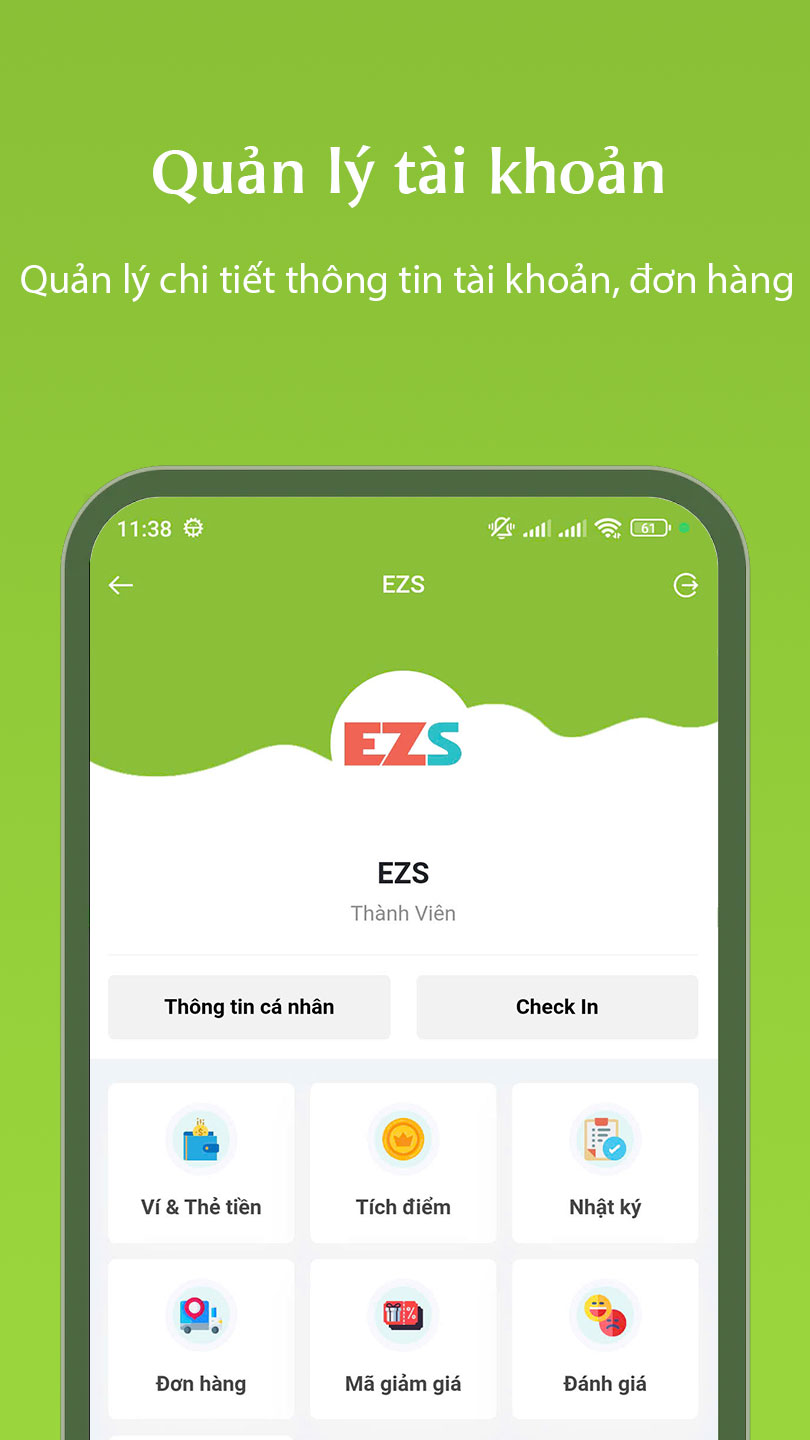 Quản lý tài khoản
Quản lý chi tiết thông tin tài khoản, đơn hàng
11:38 61
EZS
EZS
EZS
Thành Viên
Thông tin cá nhân Check In
Ví & Thẻ tiền Tích điểm Nhật ký
Đơn hàng Mã giảm giá Đánh giá